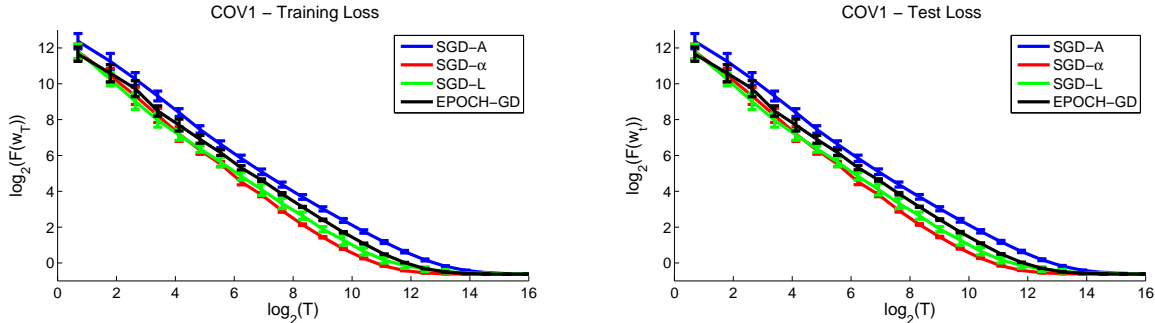 COV1 − Training Loss
12
10
8
6
4
2
0
log2(F(wT))
0 2 4 6 8 10 12 14 16
log2(T)
SGD−A
SGD−α
SGD−L
EPOCH−GD
COV1 − Test Loss
12
10
8
6
4
2
0
log2(F(wt))
0 2 4 6 8 10 12 14 16
log2(T)
SGD−A
SGD−α
SGD−L
EPOCH−GD